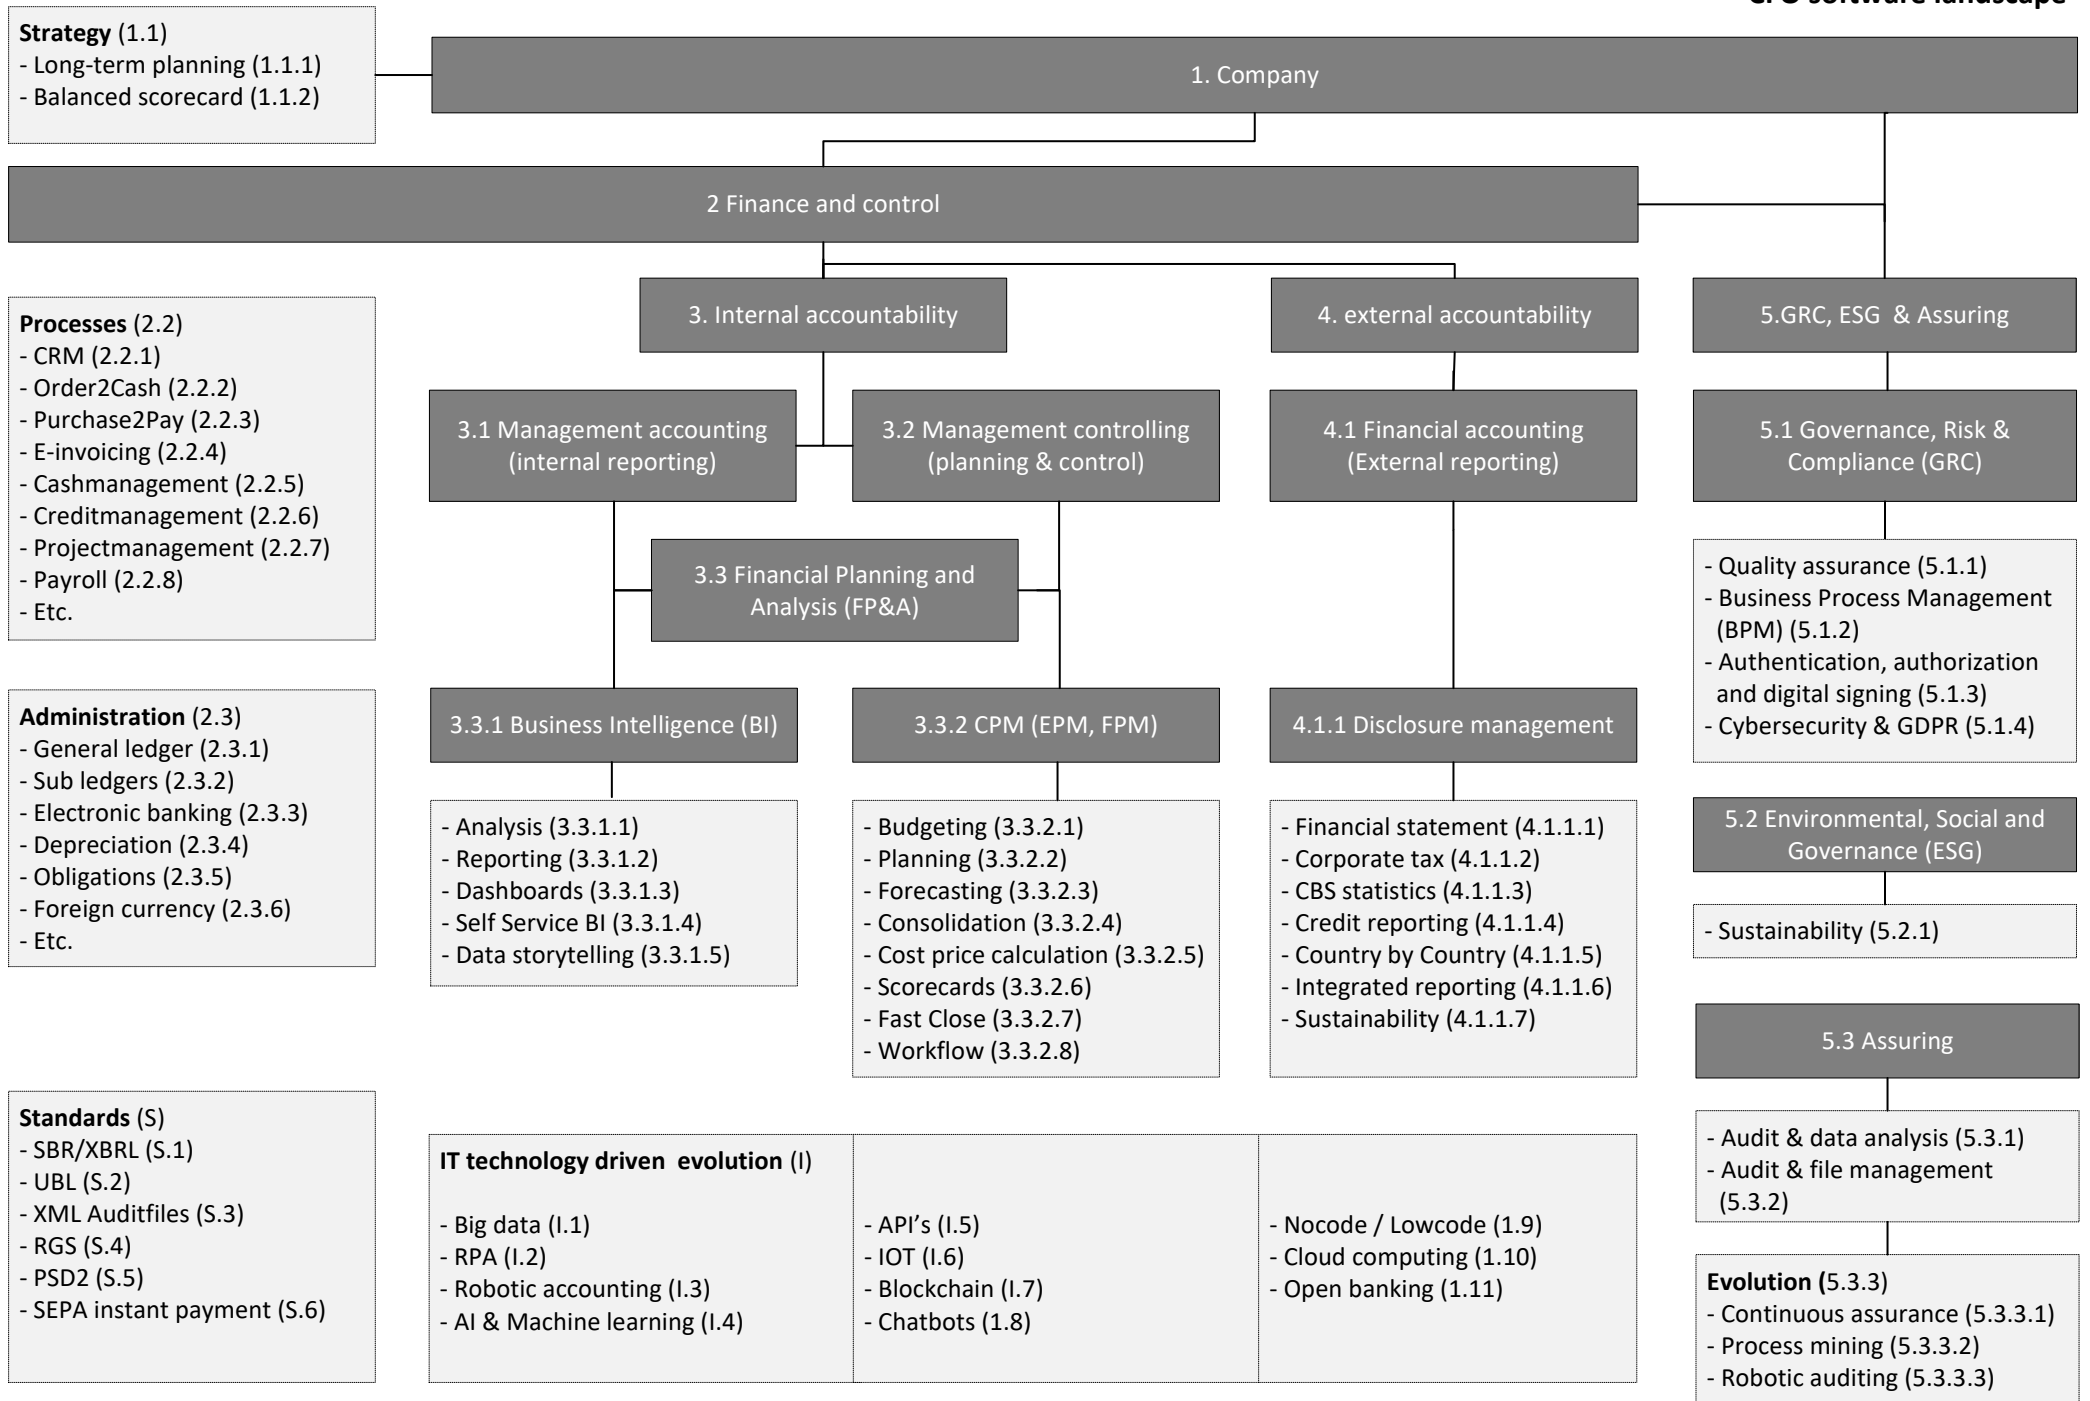 CFO software landscape
Strategy (1.1)
- Long-term planning (1.1.1)
- Balanced scorecard (1.1.2)
1. Company
2 Finance and control
3. Internal accountability
4. external accountability
5.GRC, ESG & Assuring
Processes (2.2)
- CRM (2.2.1)
- Order2Cash (2.2.2)
- Purchase2Pay (2.2.3)
- E-invoicing (2.2.4)
- Cashmanagement (2.2.5)
- Creditmanagement (2.2.6)
- Projectmanagement (2.2.7)
- Payroll (2.2.8)
- Etc.
3.1 Management accounting
(internal reporting)
3.2 Management controlling
(planning & control)
4.1 Financial accounting
(External reporting)
5.1 Governance, Risk &
Compliance (GRC)
3.3 Financial Planning and
Analysis (FP&A)
- Quality assurance (5.1.1)
- Business Process Management
(BPM) (5.1.2)
- Authentication, authorization
and digital signing (5.1.3)
- Cybersecurity & GDPR (5.1.4)
Administration (2.3)
- General ledger (2.3.1)
- Sub ledgers (2.3.2)
- Electronic banking (2.3.3)
- Depreciation (2.3.4)
- Obligations (2.3.5)
- Foreign currency (2.3.6)
- Etc.
3.3.1 Business Intelligence (BI)
3.3.2 CPM (EPM, FPM)
4.1.1 Disclosure management
- Analysis (3.3.1.1)
- Reporting (3.3.1.2)
- Dashboards (3.3.1.3)
- Self Service BI (3.3.1.4)
- Data storytelling (3.3.1.5)
- Budgeting (3.3.2.1)
- Planning (3.3.2.2)
- Forecasting (3.3.2.3)
- Consolidation (3.3.2.4)
- Cost price calculation (3.3.2.5)
- Scorecards (3.3.2.6)
- Fast Close (3.3.2.7)
- Workflow (3.3.2.8)
- Financial statement (4.1.1.1)
- Corporate tax (4.1.1.2)
- CBS statistics (4.1.1.3)
- Credit reporting (4.1.1.4)
- Country by Country (4.1.1.5)
- Integrated reporting (4.1.1.6)
- Sustainability (4.1.1.7)
5.2 Environmental, Social and
Governance (ESG)
- Sustainability (5.2.1)
5.3 Assuring
- Audit & data analysis (5.3.1)
- Audit & file management
(5.3.2)
Evolution (5.3.3)
- Continuous assurance (5.3.3.1)
- Process mining (5.3.3.2)
- Robotic auditing (5.3.3.3)
Standards (S)
- SBR/XBRL (S.1)
- UBL (S.2)
- XML Auditfiles (S.3)
- RGS (S.4)
- PSD2 (S.5)
- SEPA instant payment (S.6)
IT technology driven evolution (I)
- Big data (I.1)
- RPA (I.2)
- Robotic accounting (I.3)
- AI & Machine learning (I.4)
- API's (I.5)
- IOT (I.6)
- Blockchain (I.7)
- Chatbots (1.8)
- Nocode / Lowcode (1.9)
- Cloud computing (1.10)
- Open banking (1.11)